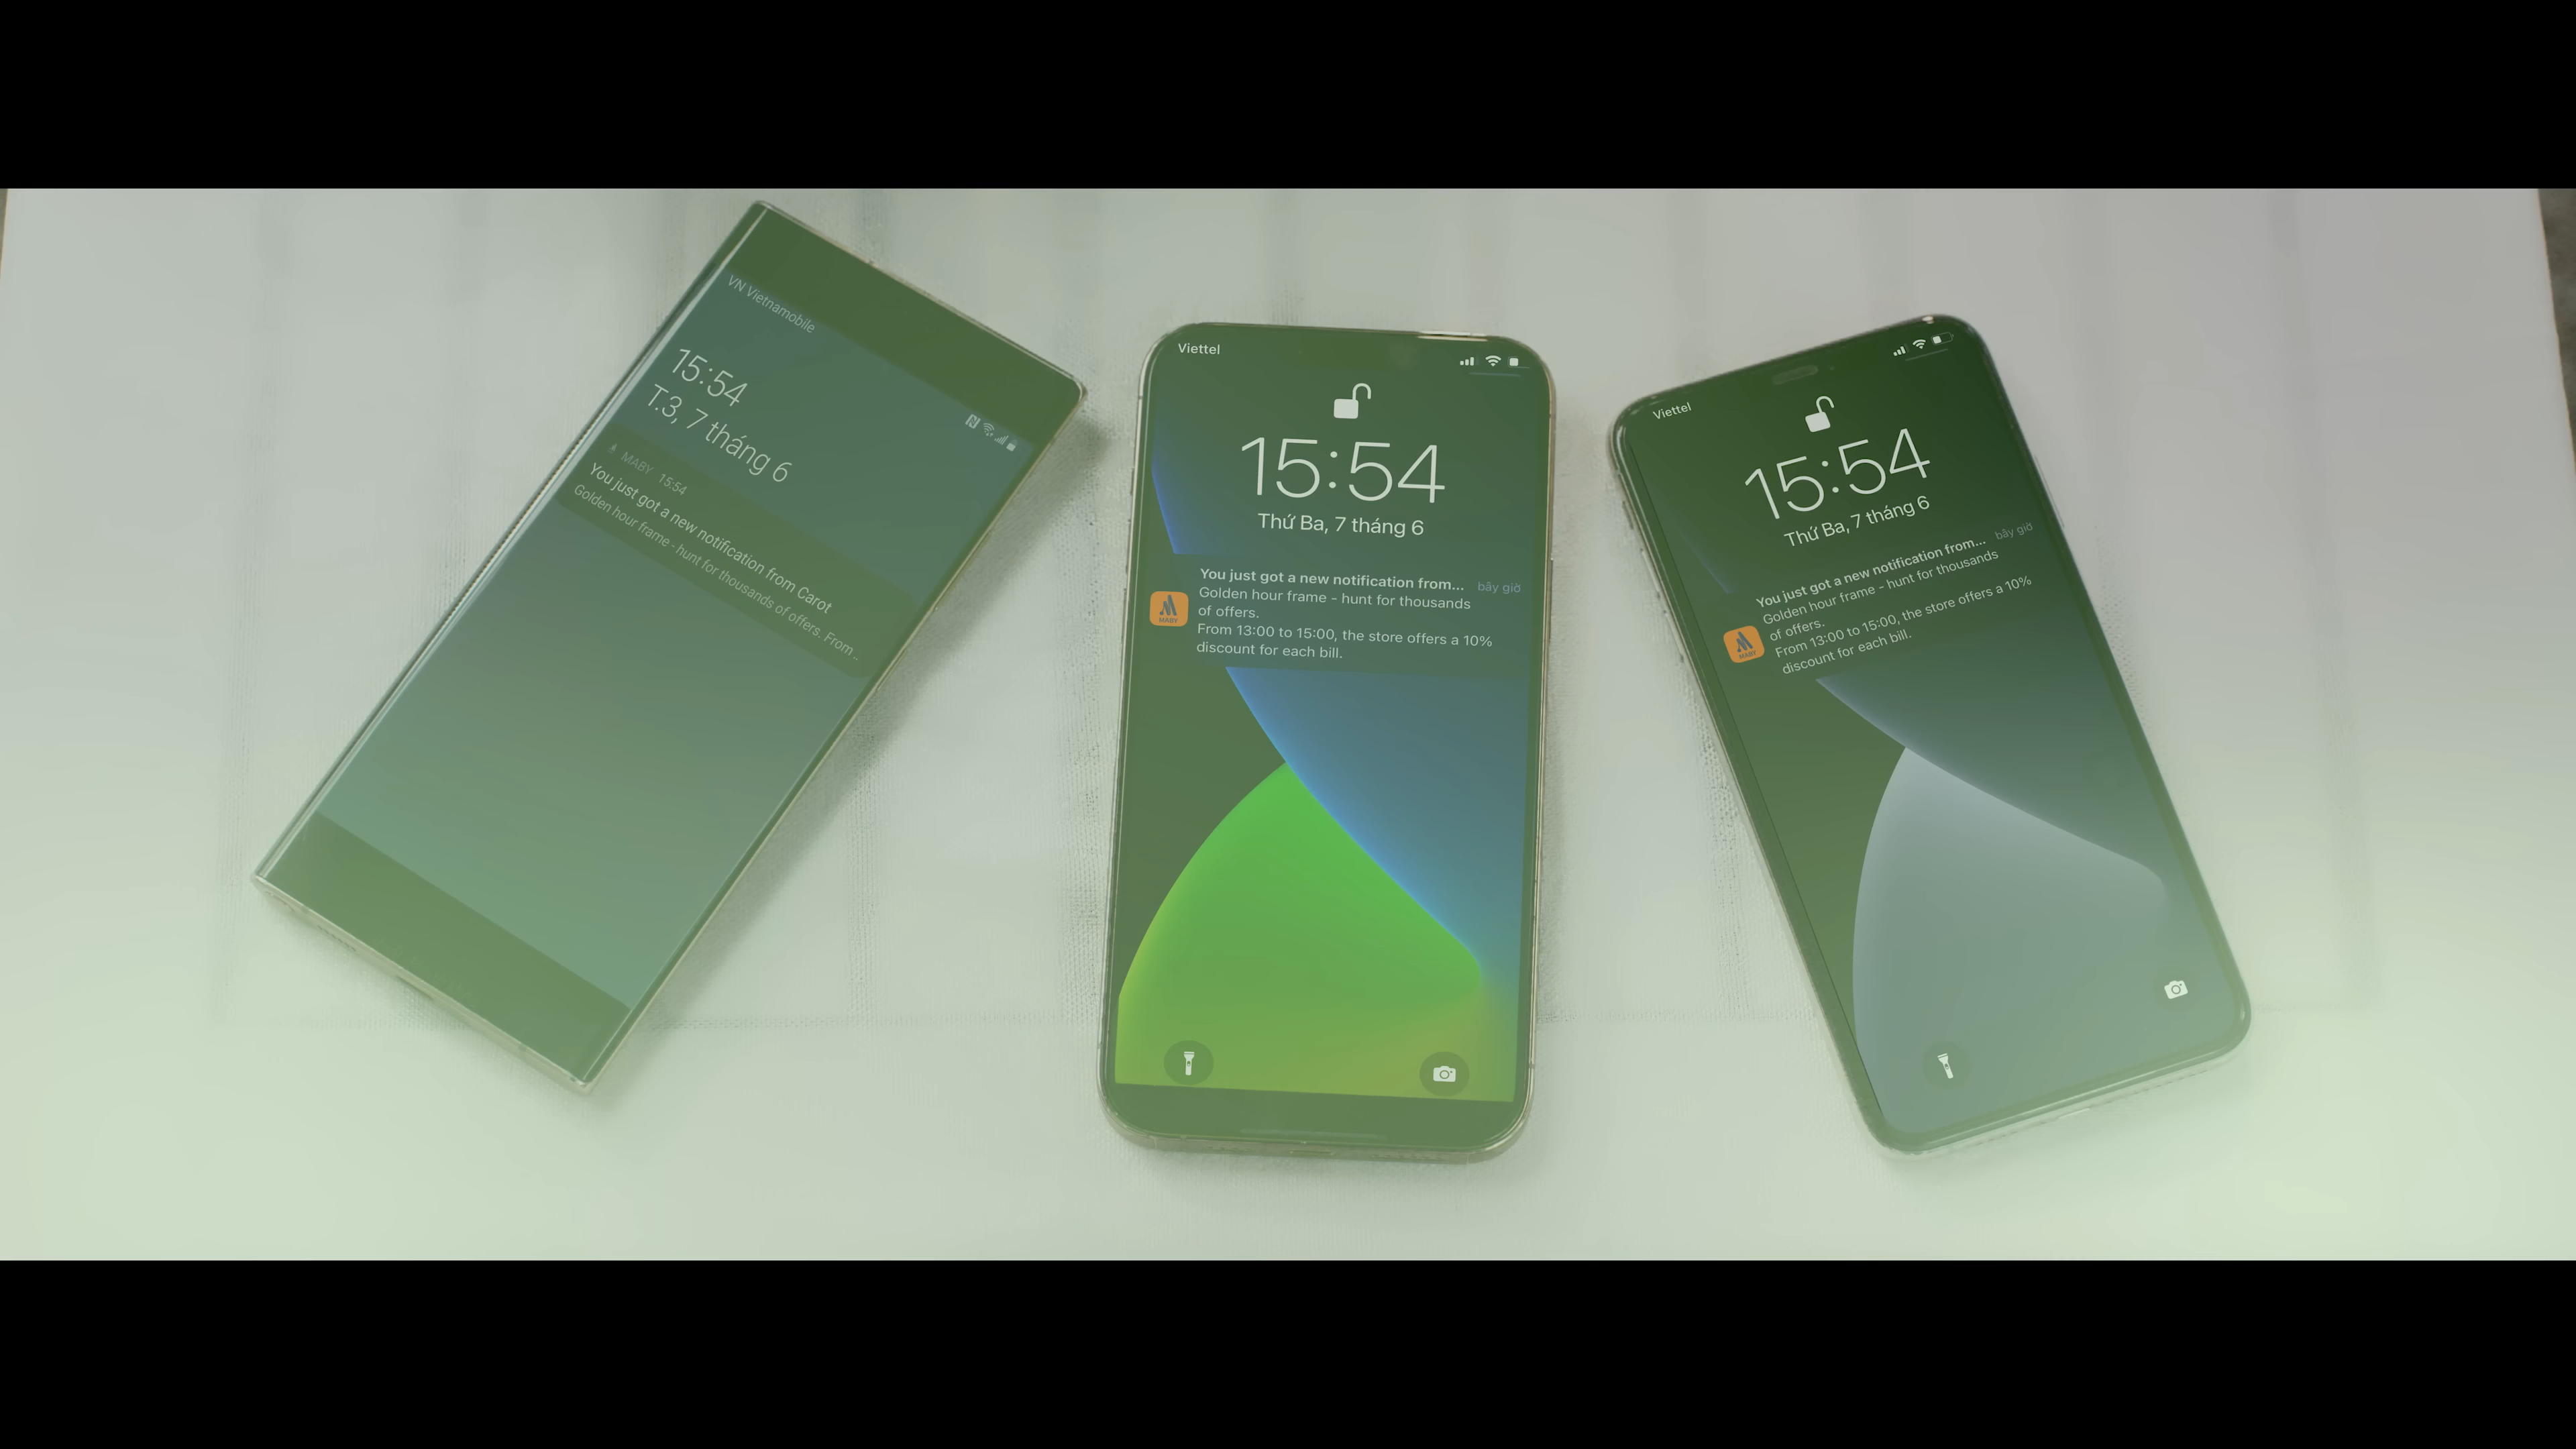 VN Vietnamobile
15:54
T.3, 7 tháng 6
MABY 15:54
You just got a new notification from Carot
Golden hour frame - hunt for thousands of offers. From..
Viettel
15:54
Thứ Ba, 7 tháng 6
You just got a new notification from... bây giờ
Golden hour frame - hunt for thousands
of offers.
From 13:00 to 15:00, the store offers a 10%
discount for each bill.
MABY
Viettel
15:54
Thứ Ba, 7 tháng 6
You just got a new notification from... bây giờ
Golden hour frame - hunt for thousands
of offers.
From 13:00 to 15:00, the store offers a 10%
discount for each bill.
MABY